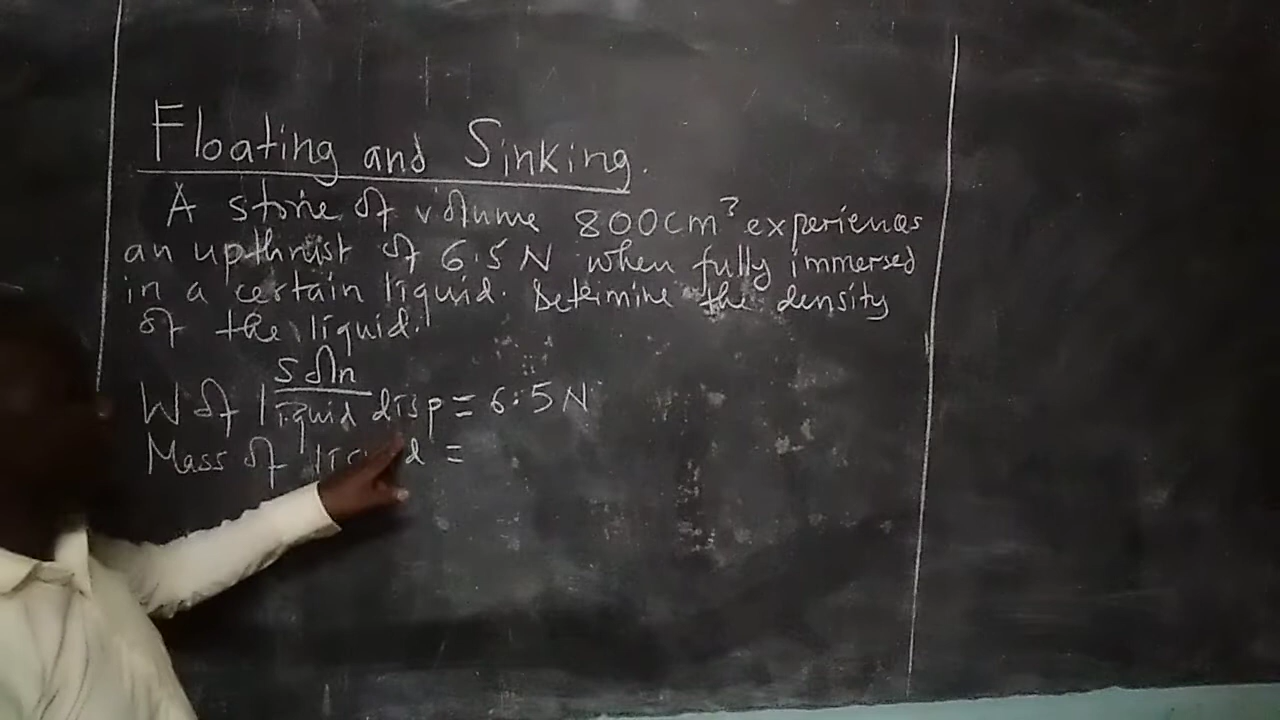 Floating and Sinking.
A stone of volume 800cm³ experiences
an upthrust of 6.5 N when fully immersed
in a certain liquid. Determine the density
of the liquid.
Soln
W of liquid disp = 6.5 N
Mass of liquid =